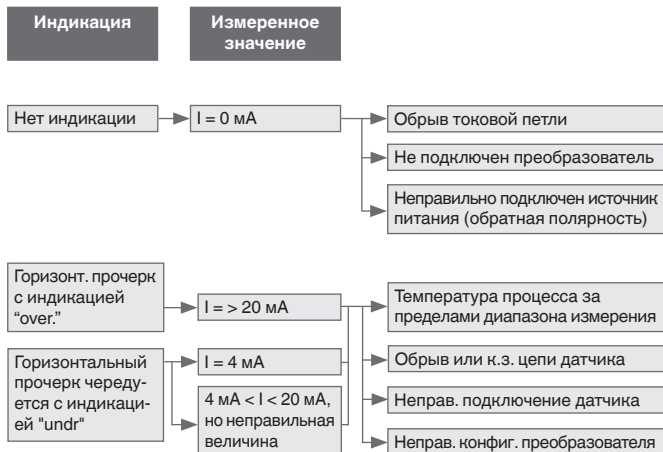 Индикация
Измеренное
значение
Нет индикации
I = 0 мА
Обрыв токовой петли
Не подключен преобразователь
Неправильно подключен источник
питания (обратная полярность)
Горизонт. прочерк
с индикацией
“over.”
I = > 20 мА
Температура процесса за
пределами диапазона измерения
Горизонтальный
прочерк череду-
ется с индикаци-
ей "undr"
I = 4 мА
4 мА < I < 20 мА,
но неправильная
величина
Обрыв или к.з. цепи датчика
Неправ. подключение датчика
Неправ. конфиг. преобразователя